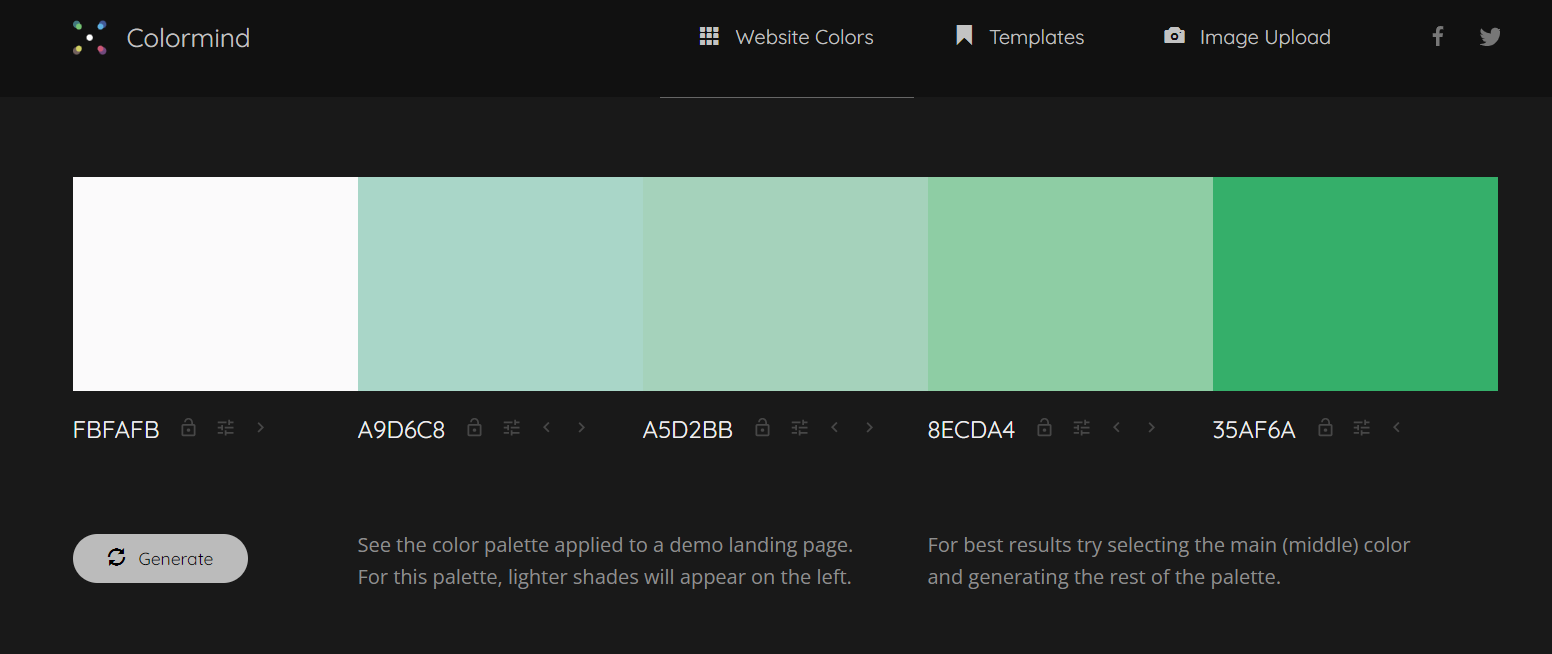 Colormind
Website Colors
Templates
Image Upload
FBFAFB
A9D6C8
A5D2BB
8ECDA4
35AF6A
Generate
See the color palette applied to a demo landing page.
For this palette, lighter shades will appear on the left.
For best results try selecting the main (middle) color
and generating the rest of the palette.